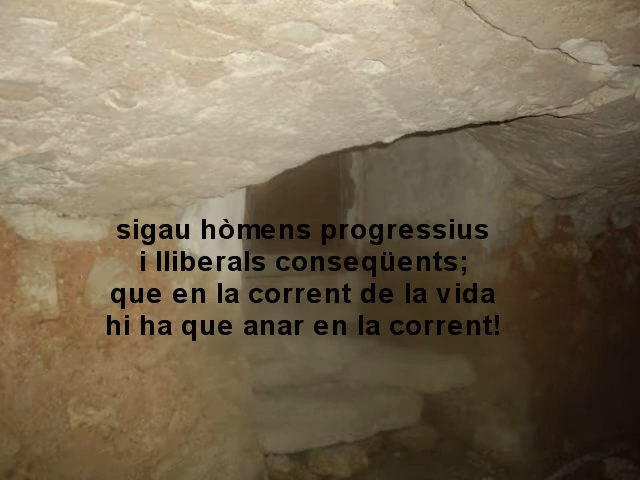 sigau hòmens progressius
i lliberals conseqüents;
que en la corrent de la vida
hi ha que anar en la corrent!